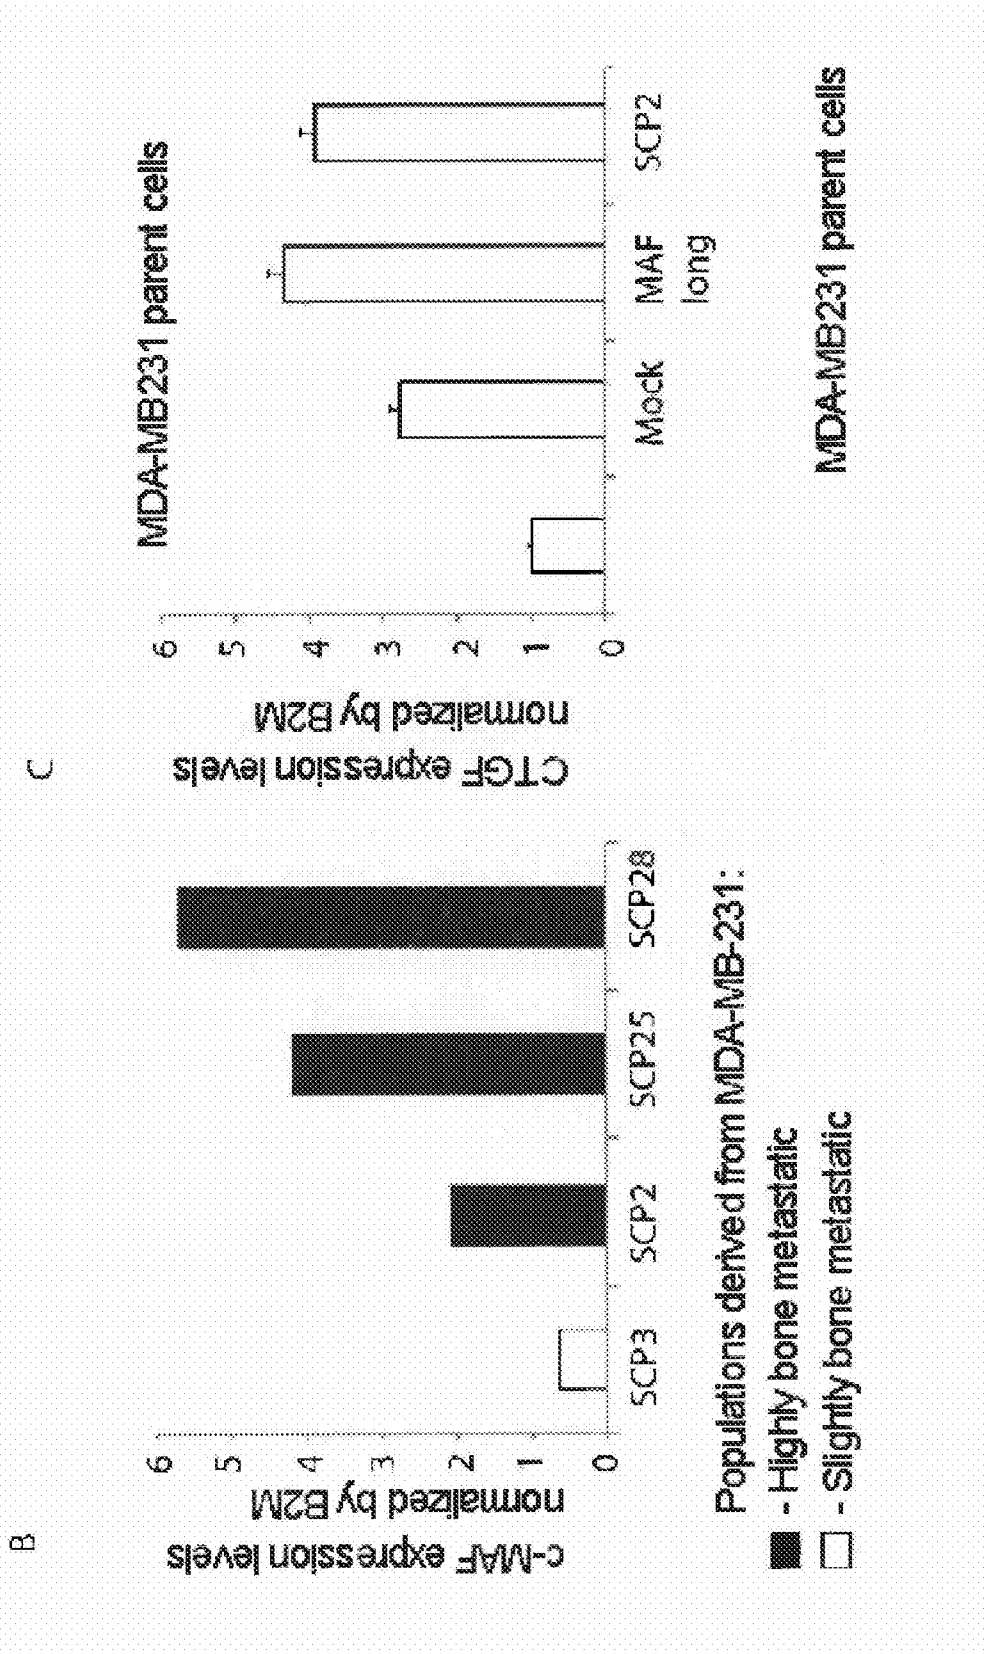 B
c-MAF expression levels
normalized by B2M
6
5
4
3
2
1
0
SCP3
SCP2
SCP25
SCP28
Populations derived from MDA-MB-231:
- Highly bone metastatic
- Slightly bone metastatic
C
MDA-MB231 parent cells
CTGF expression levels
normalized by B2M
6
5
4
3
2
1
0
Mock
MAF
long
SCP2
MDA-MB231 parent cells